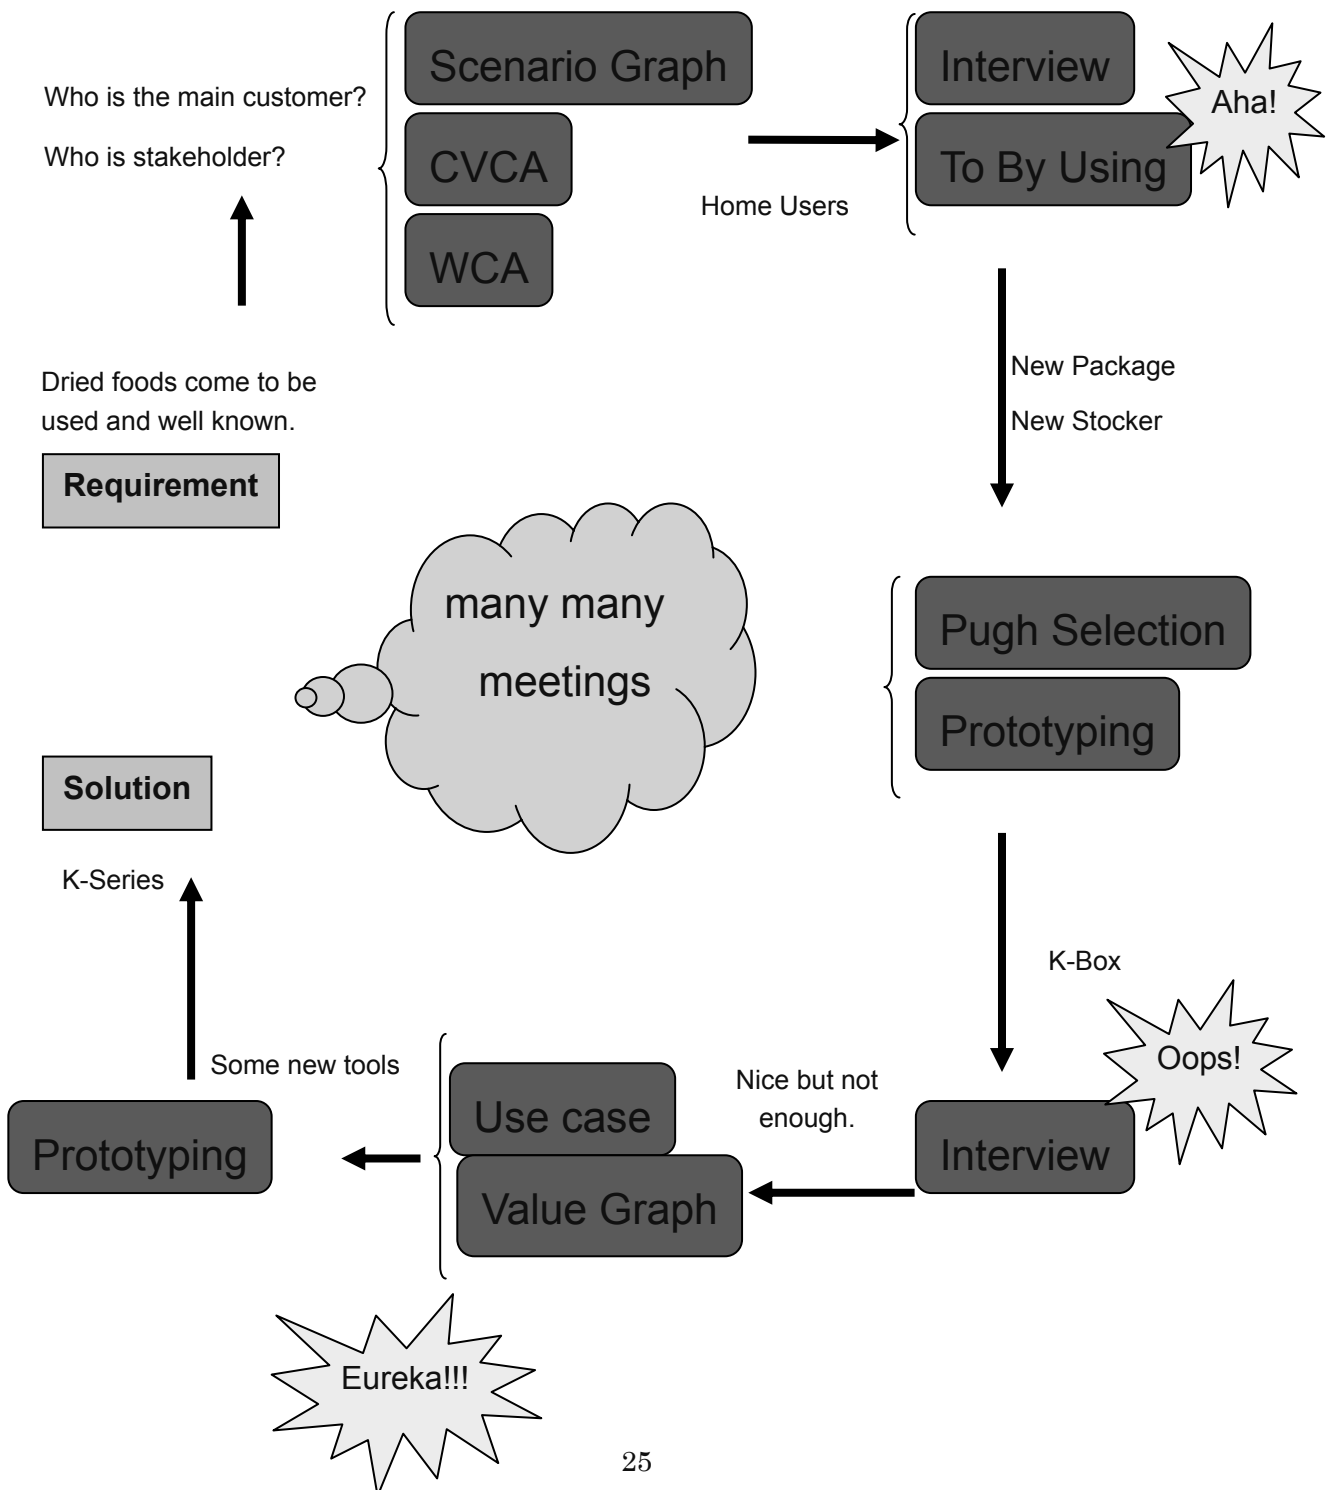 Who is the main customer?
Who is stakeholder?
Scenario Graph
CVCA
WCA
Home Users
Interview
To By Using
Aha!
New Package
New Stocker
Dried foods come to be
used and well known.
Requirement
many many
meetings
Pugh Selection
Prototyping
Solution
K-Series
K-Box
Oops!
Interview
Nice but not
enough.
Use case
Value Graph
Some new tools
Prototyping
Eureka!!!
25